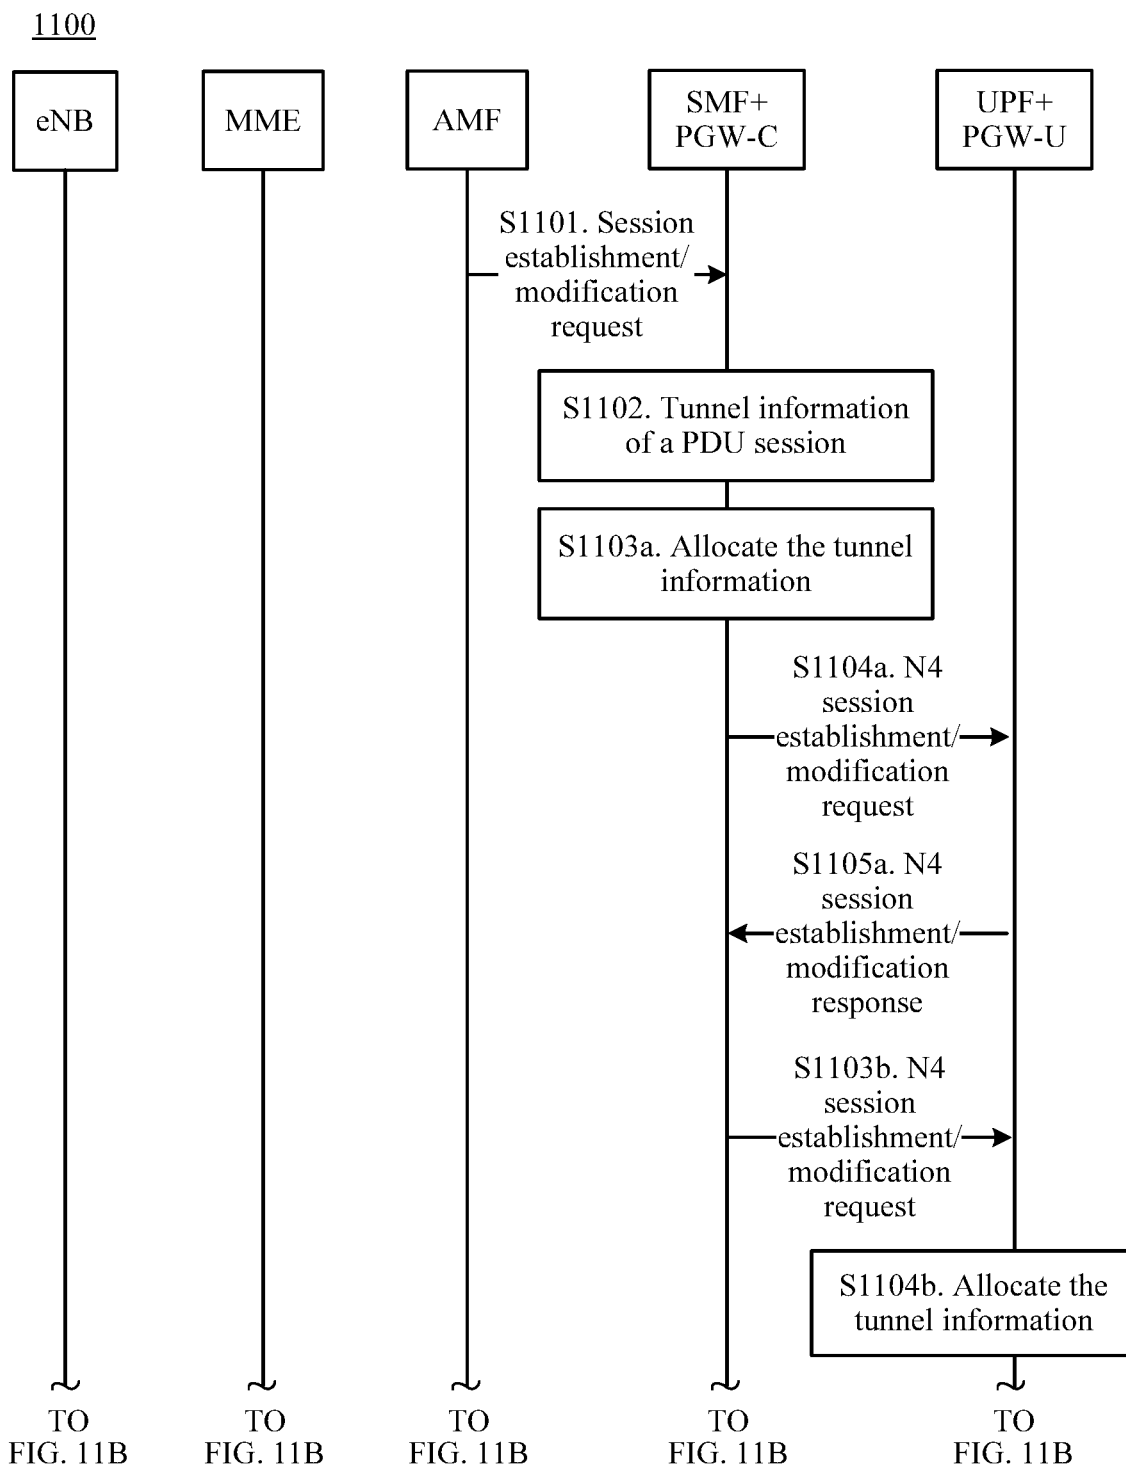 1100
eNB
MME
AMF
SMF+
PGW-C
UPF+
PGW-U
S1101. Session
establishment/
modification
request
S1102. Tunnel information
of a PDU session
S1103a. Allocate the tunnel
information
S1104a. N4
session
establishment/
modification
request
S1105a. N4
session
establishment/
modification
response
S1103b. N4
session
establishment/
modification
request
S1104b. Allocate the
tunnel information
TO
FIG. 11B
TO
FIG. 11B
TO
FIG. 11B
TO
FIG. 11B
TO
FIG. 11B